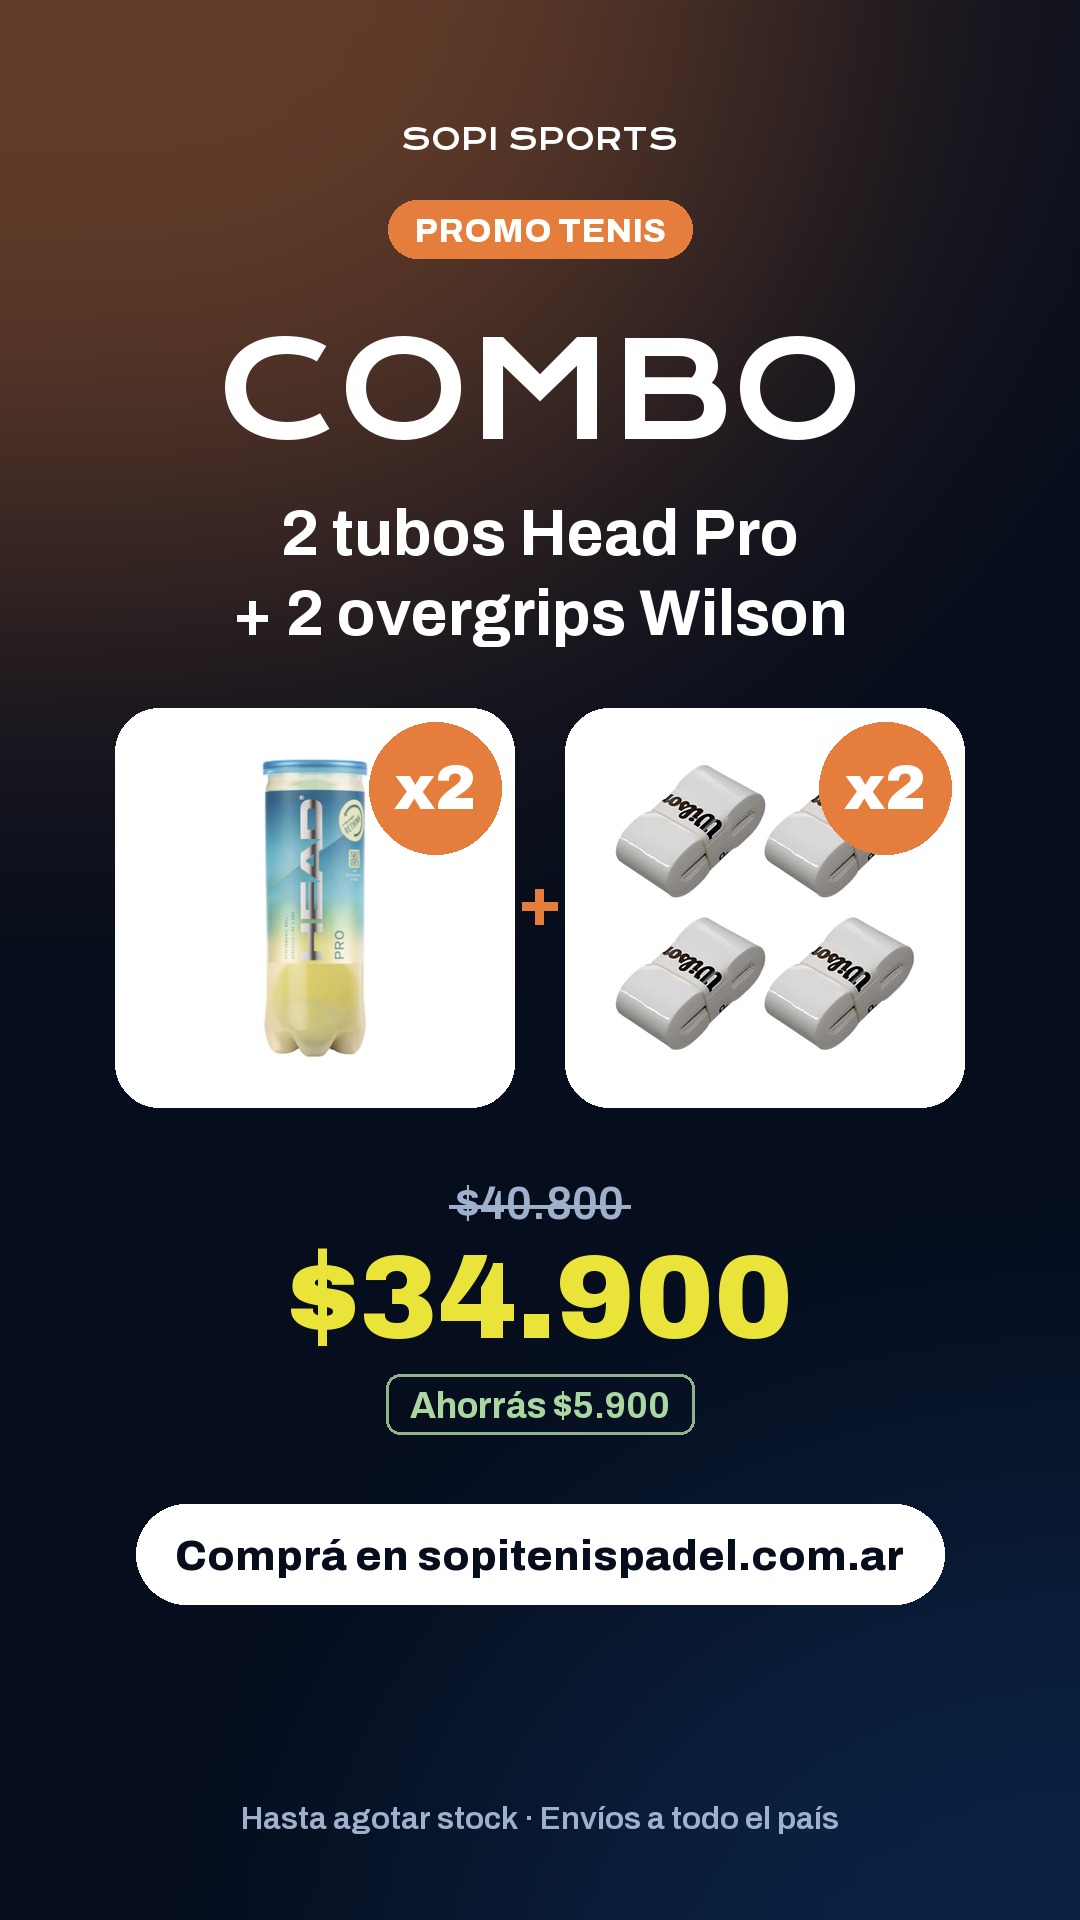 SOPI SPORTS
PROMO TENIS
COMBO
2 tubos Head Pro
+ 2 overgrips Wilson
x2
x2
HEAD
PRO
+
Wilson
Wilson
Wilson
$40.800
$34.900
Ahorrás $5.900
Comprá en sopitenispadel.com.ar
Hasta agotar stock · Envíos a todo el país